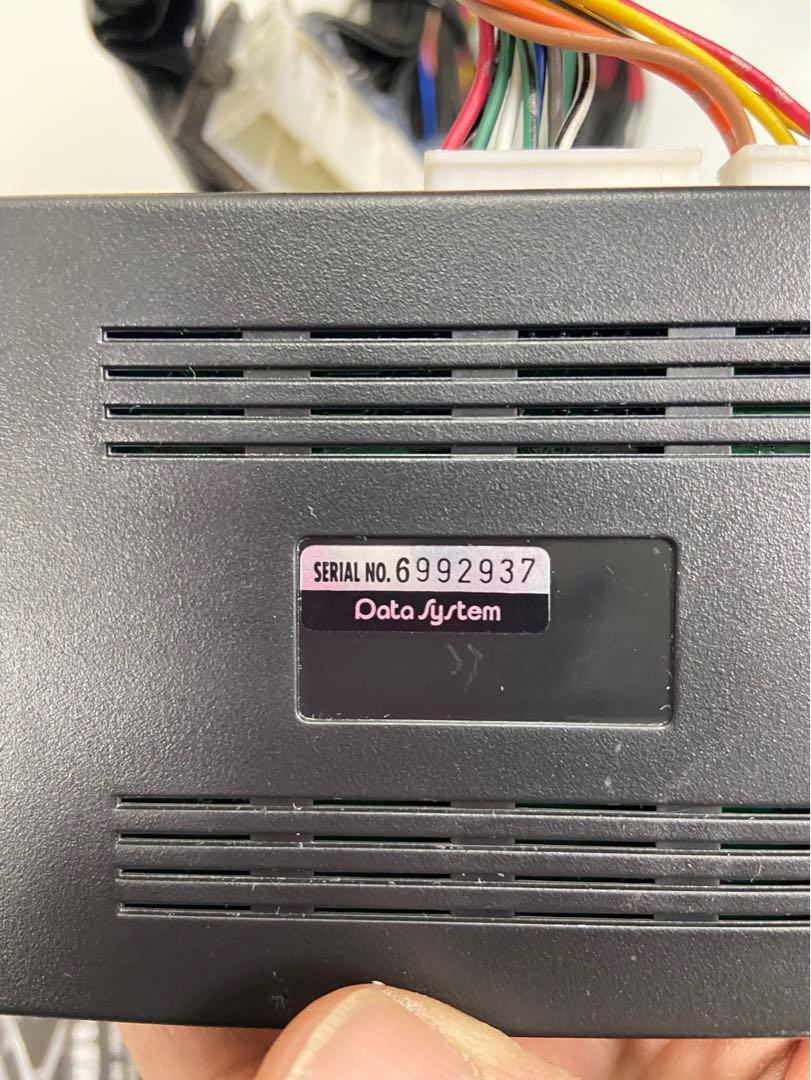 SERIAL NO. 6992937
Data System